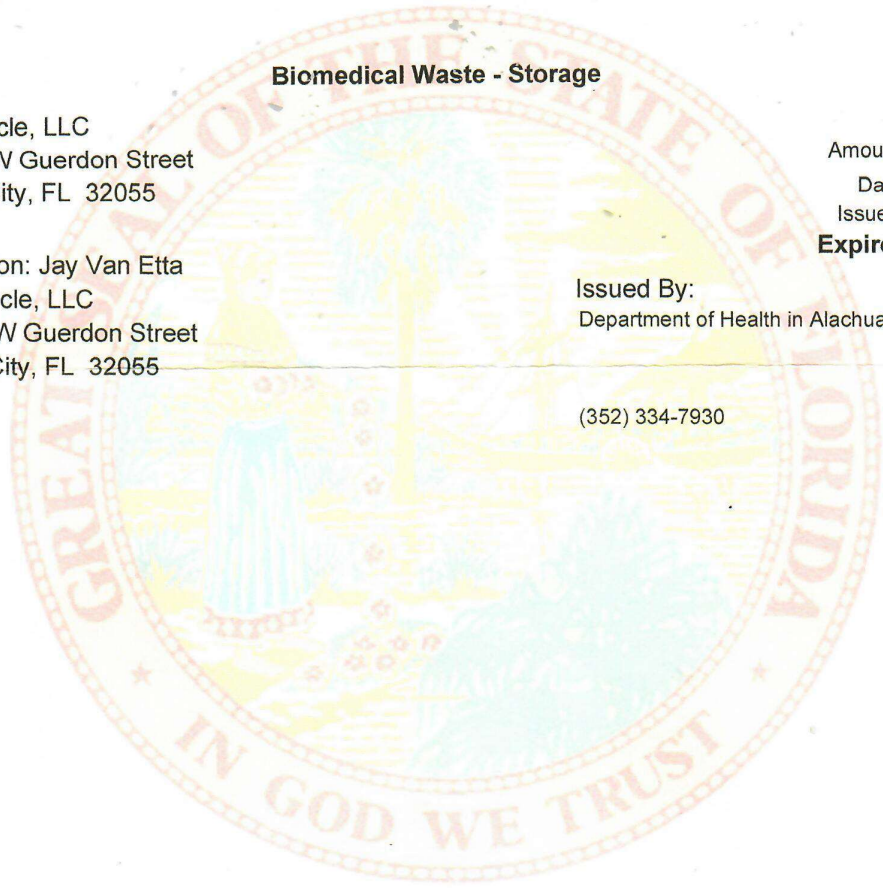 Biomedical Waste - Storage
cle, LLC
W Guerdon Street
ity, FL 32055
on: Jay Van Etta
cle, LLC
W Guerdon Street
City, FL 32055
Amou
Da
Issue
Expire
Issued By:
Department of Health in Alachua
(352) 334-7930
GREAT SEAL OF THE STATE OF FLORIDA
IN GOD WE TRUST